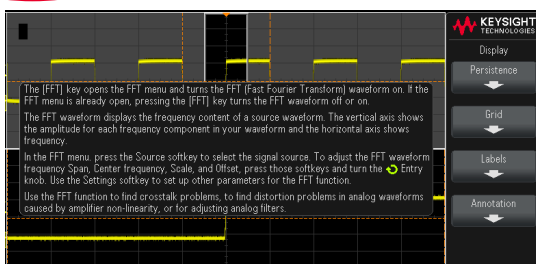 KEYSIGHT
TECHNOLOGIES
Display
Persistence
Grid
Labels
Annotation
The [FFT] key opens the FFT menu and turns the FFT (Fast Fourier Transform) waveform on. If the
FFT menu is already open, pressing the [FFT] key turns the FFT waveform off or on.
The FFT waveform displays the frequency content of a source waveform. The vertical axis shows
the amplitude for each frequency component in your waveform and the horizontal axis shows
frequency.
In the FFT menu, press the Source softkey to select the signal source. To adjust the FFT waveform
frequency Span, Center frequency, Scale, and Offset, press those softkeys and turn the Entry
knob. Use the Settings softkey to set up other parameters for the FFT function.
Use the FFT function to find crosstalk problems, to find distortion problems in analog waveforms
caused by amplifier non-linearity, or for adjusting analog filters.